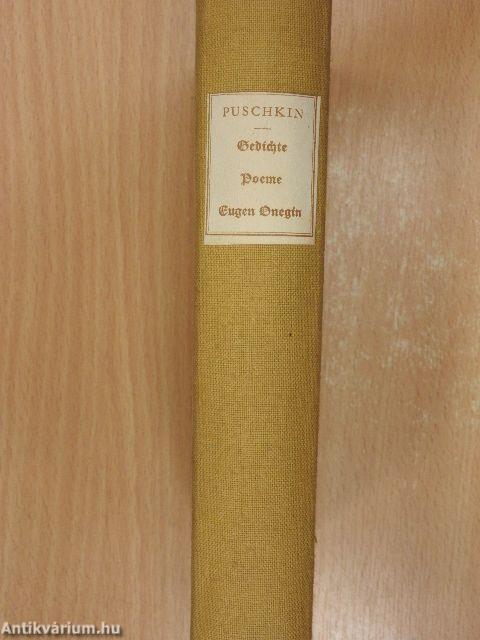 PUSCHKIN
Gedichte
Poeme
Eugen Onegin
Antikvárium.hu